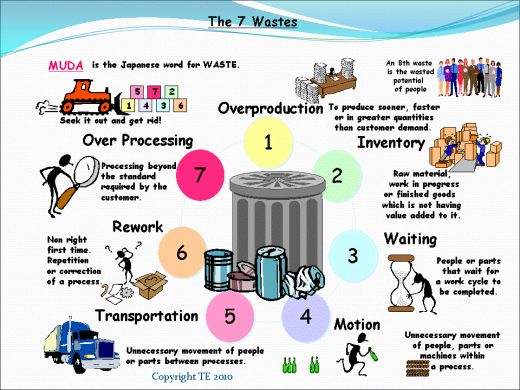 The 7 Wastes
MUDA is the Japanese word for WASTE.
5 7 2
1 4 3 6
Seek it out and get rid!
An 8th waste
is the wasted
potential
of people
Overproduction
To produce sooner, faster
or in greater quantities
than customer demand.
1
Inventory
Raw material,
work in progress
or finished goods
which is not having
value added to it.
2
Waiting
People or parts
that wait for
a work cycle to
be completed.
3
Motion
Unnecessary movement
of people, parts or
machines within
a process.
4
Transportation
Unnecessary movement of people
or parts between processes.
5
Rework
Non right
first time.
Repetition
or correction
of a process
6
Over Processing
Processing beyond
the standard
required by the
customer.
7
Copyright TE 2010